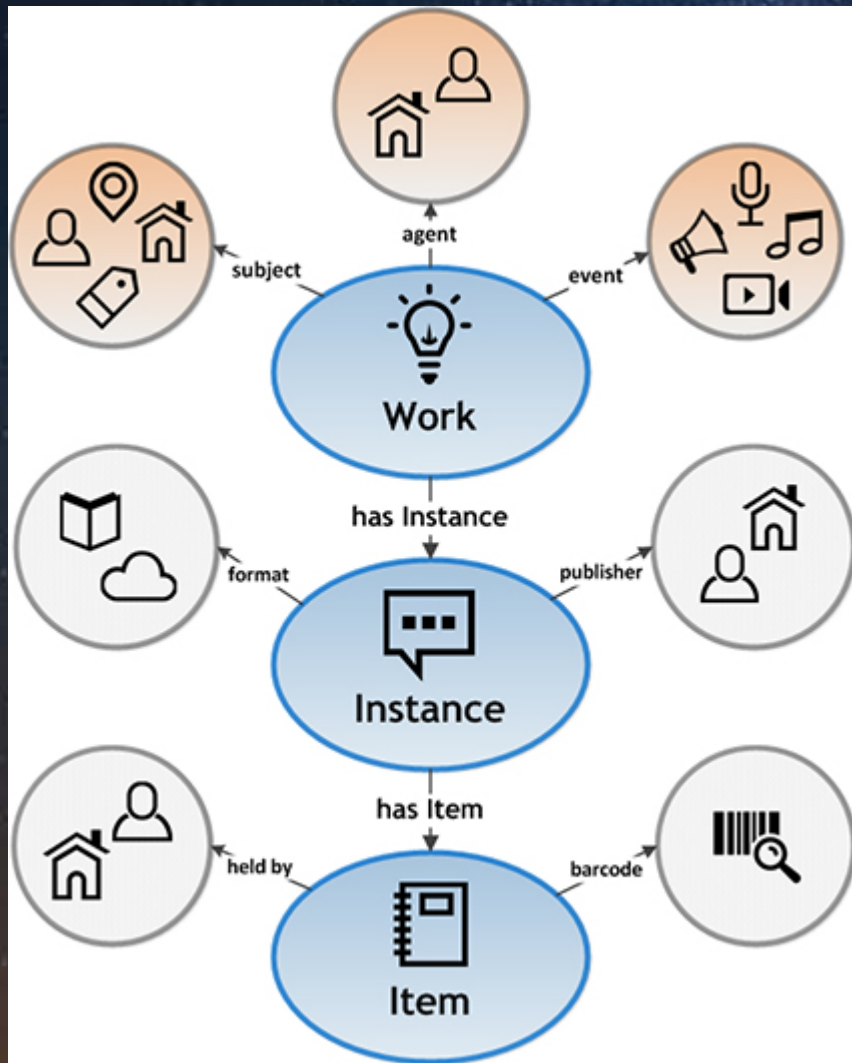 agent
subject
event
Work
has Instance
format
publisher
Instance
has Item
held by
barcode
Item